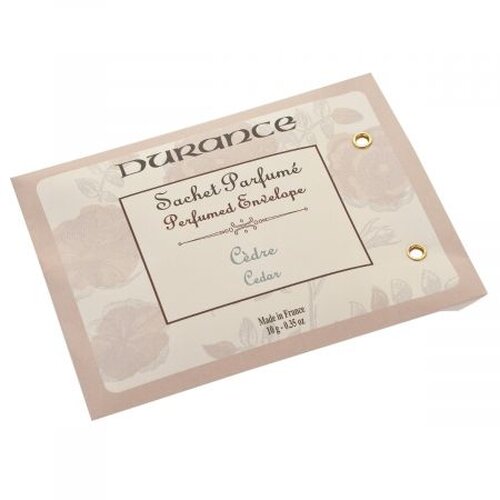 DURANCE
Sachet Parfumé
Perfumed Envelope
Cèdre
Cedar
Made in France
10 g - 0.35 oz